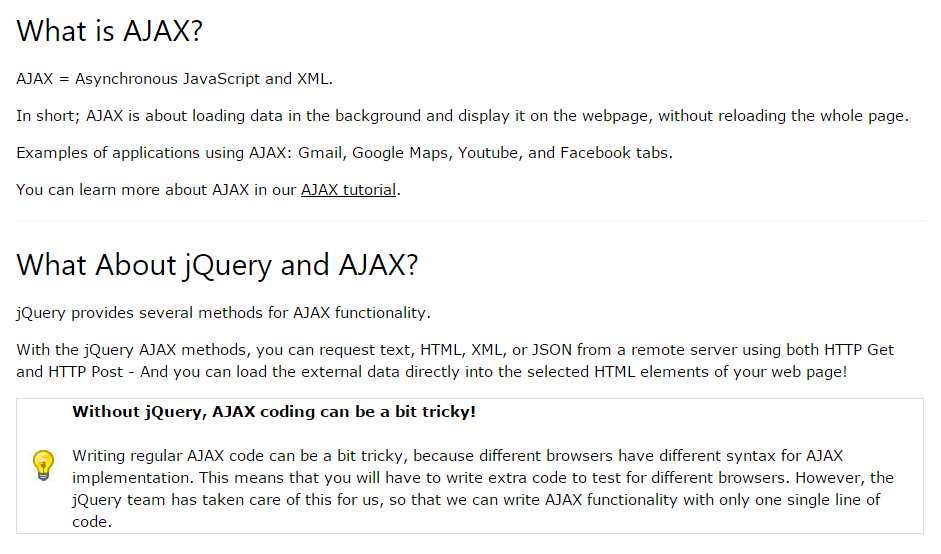 What is AJAX?
AJAX = Asynchronous JavaScript and XML.
In short; AJAX is about loading data in the background and display it on the webpage, without reloading the whole page.
Examples of applications using AJAX: Gmail, Google Maps, Youtube, and Facebook tabs.
You can learn more about AJAX in our AJAX tutorial.
What About jQuery and AJAX?
jQuery provides several methods for AJAX functionality.
With the jQuery AJAX methods, you can request text, HTML, XML, or JSON from a remote server using both HTTP Get
and HTTP Post - And you can load the external data directly into the selected HTML elements of your web page!
Without jQuery, AJAX coding can be a bit tricky!
Writing regular AJAX code can be a bit tricky, because different browsers have different syntax for AJAX
implementation. This means that you will have to write extra code to test for different browsers. However, the
jQuery team has taken care of this for us, so that we can write AJAX functionality with only one single line of
code.